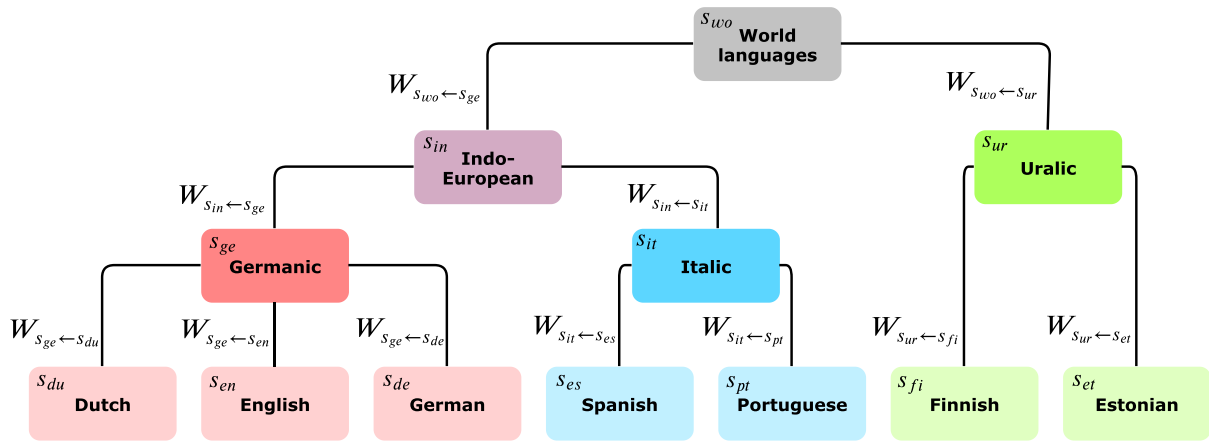 s_wo
World
languages
W_{s_wo←s_ge}
W_{s_wo←s_ur}
s_in
Indo-
European
s_ur
Uralic
W_{s_in←s_ge}
W_{s_in←s_it}
s_ge
Germanic
s_it
Italic
W_{s_ge←s_du}
W_{s_ge←s_en}
W_{s_ge←s_de}
W_{s_it←s_es}
W_{s_it←s_pt}
W_{s_ur←s_fi}
W_{s_ur←s_et}
s_du
Dutch
s_en
English
s_de
German
s_es
Spanish
s_pt
Portuguese
s_fi
Finnish
s_et
Estonian